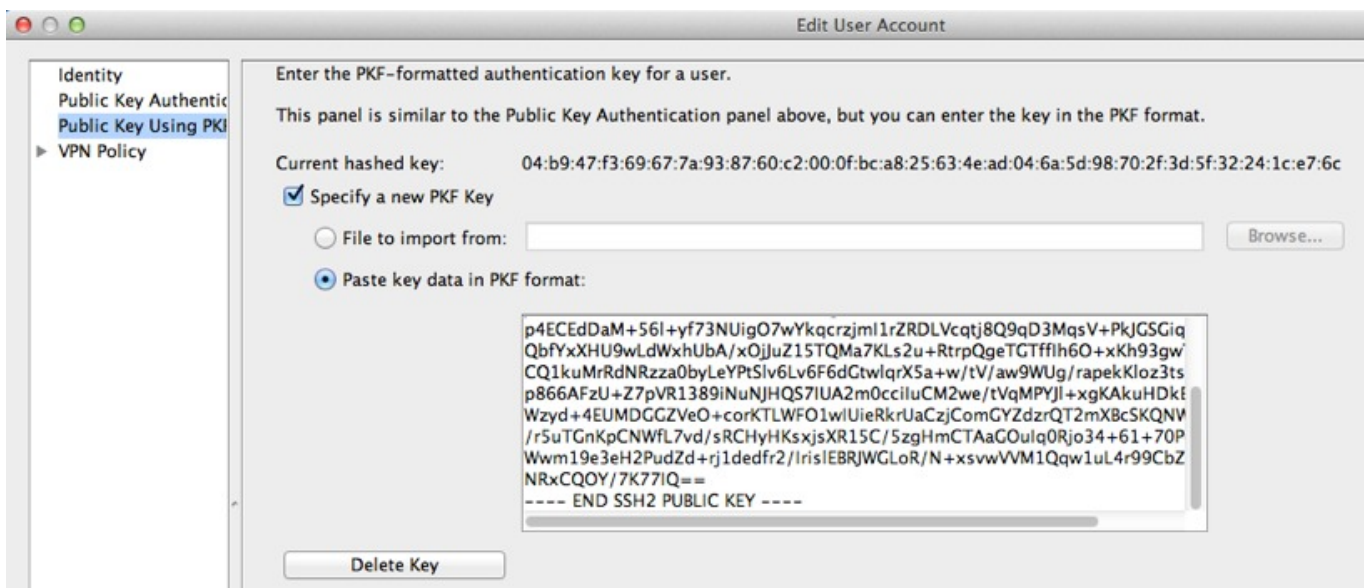 Edit User Account
Identity
Public Key Authentic
Public Key Using PKI
VPN Policy
Enter the PKF-formatted authentication key for a user.
This panel is similar to the Public Key Authentication panel above, but you can enter the key in the PKF format.
Current hashed key: 04:b9:47:f3:69:67:7a:93:87:60:c2:00:0f:bc:a8:25:63:4e:ad:04:6a:5d:98:70:2f:3d:5f:32:24:1c:e7:6c
Specify a new PKF Key
File to import from:
Browse...
Paste key data in PKF format:
p4ECEdDaM+56l+yf73NUigO7wYkqcrzjml1rZRDLVcqtj8Q9qD3MqsV+PkJGSGiq
QbfYxXHU9wLdWxhUbA/xOjJuZ15TQMa7KLs2u+RtrpQgeTGTfflh6O+xKh93gw
CQ1kuMrRdNRzza0byLeYPtSlv6Lv6F6dGtwlqrX5a+w/tV/aw9WUg/rapekKloz3ts
p866AFzU+Z7pVR1389iNuNJHQS7IUA2m0cciluCM2we/tVqMPYJl+xgKAkuHDkE
Wzyd+4EUMDGGZVeO+corKTLWFO1wlUieRkrUaCzjComGYZdzrQT2mXBcSKQNW
/r5uTGnKpCNWfL7vd/sRCHyHKsxjsXR15C/5zgHmCTAaGOulq0Rjo34+61+70P
Wwm19e3eH2PudZd+rj1dedfr2/IrislEBRJWGLoR/N+xsvwVVM1Qqw1uL4r99CbZ
NRxCQOY/7K77IQ==
---- END SSH2 PUBLIC KEY ----
Delete Key